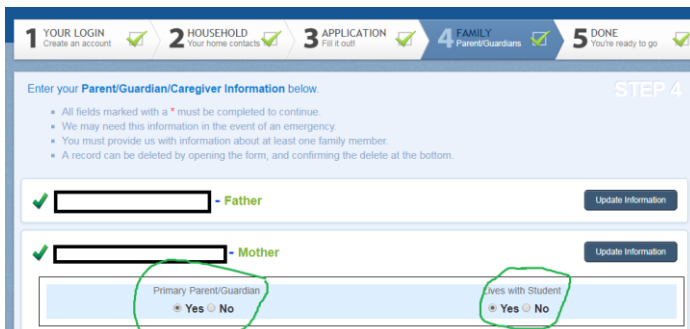 1 YOUR LOGIN Create an account
2 HOUSEHOLD Your home contacts
3 APPLICATION Fill it out!
4 FAMILY Parent/Guardians
5 DONE You're ready to go
Enter your Parent/Guardian/Caregiver Information below.
STEP 4
All fields marked with a * must be completed to continue.
We may need this information in the event of an emergency.
You must provide us with information about at least one family member.
A record can be deleted by opening the form, and confirming the delete at the bottom.
- Father
Update Information
- Mother
Update Information
Primary Parent/Guardian
Yes No
Lives with Student
Yes No